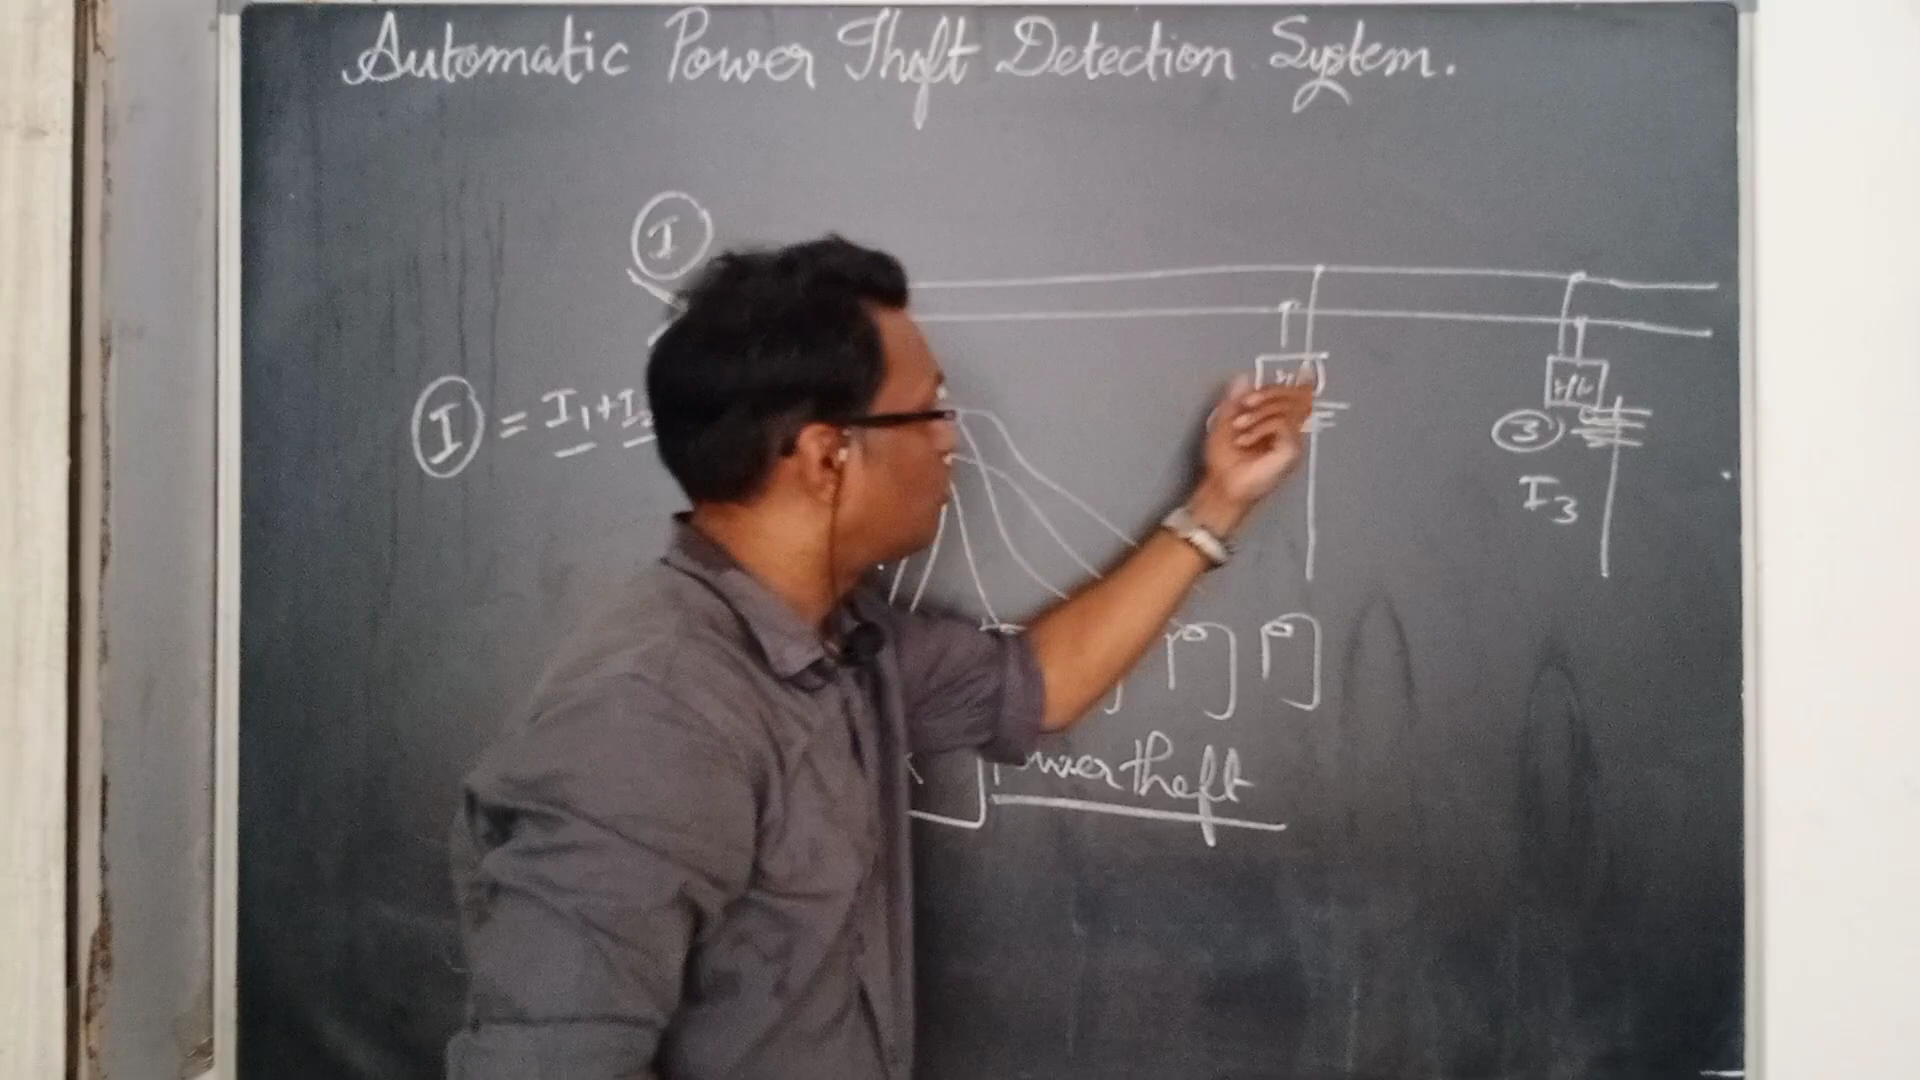 Automatic Power Theft Detection System.
I
I = I1+I2
3
I3
Power theft